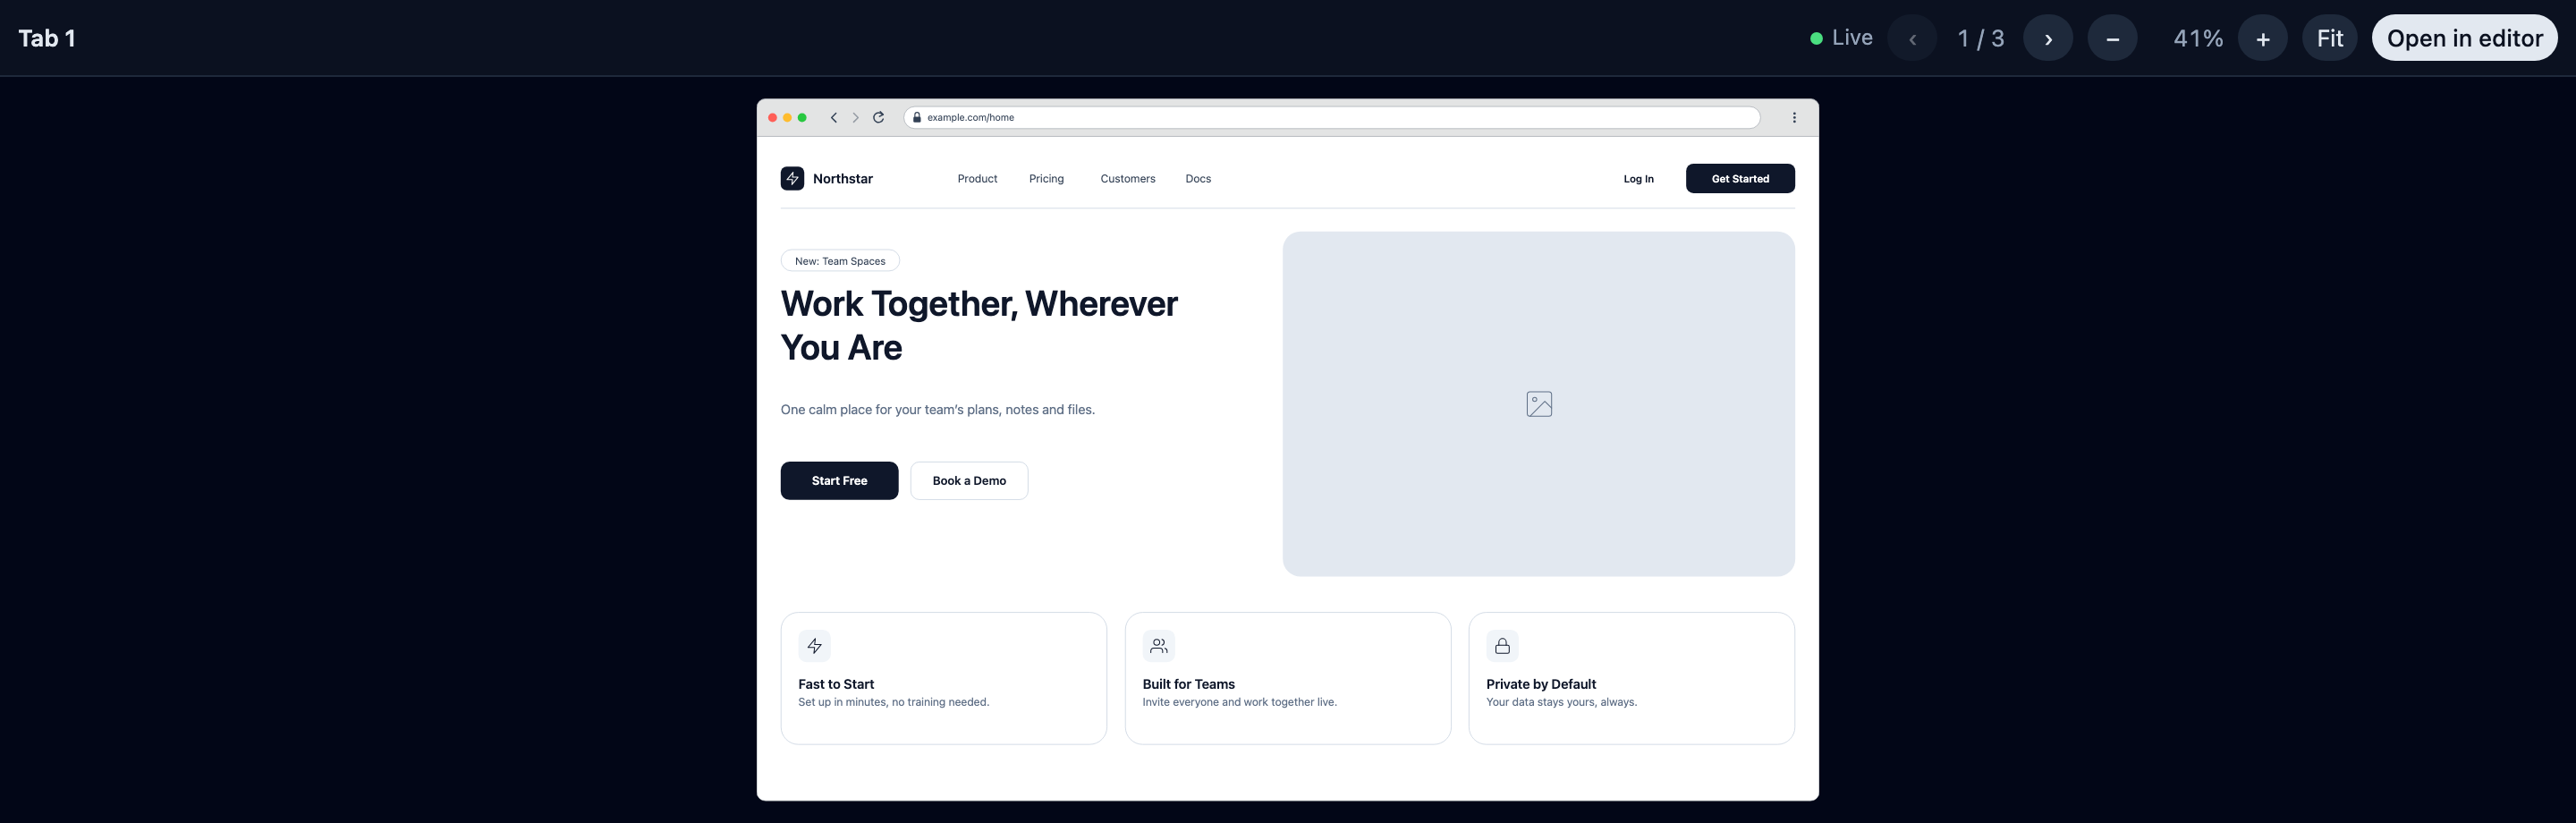 Tab 1
Live
‹
1 / 3
›
–
41%
+
Fit
Open in editor
example.com/home
Northstar
Product
Pricing
Customers
Docs
Log In
Get Started
New: Team Spaces
Work Together, Wherever
You Are
One calm place for your team’s plans, notes and files.
Start Free
Book a Demo
Fast to Start
Set up in minutes, no training needed.
Built for Teams
Invite everyone and work together live.
Private by Default
Your data stays yours, always.